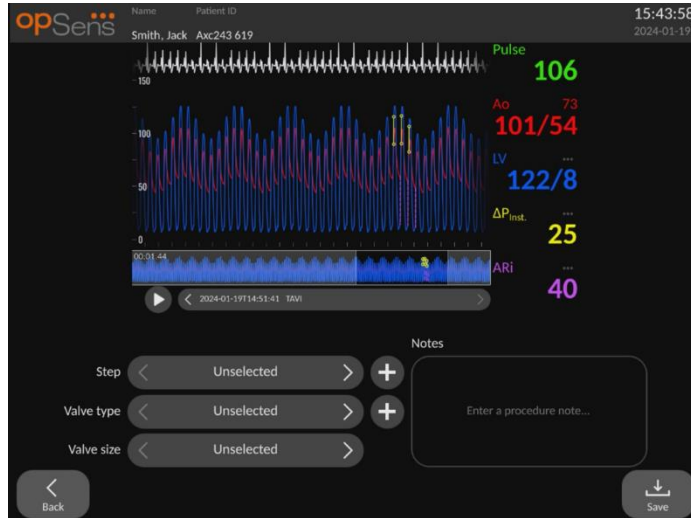 opSens
Name Patient ID
Smith, Jack Axc243 619
15:43:58
2024-01-19
Pulse
106
150
100
50
0
Ao 73
101/54
LV ---
122/8
ΔPInst. ---
25
ARi ---
40
00:01:44
2024-01-19T14:51:41 TAVI
Notes
Step Unselected
Valve type Unselected
Enter a procedure note...
Valve size Unselected
Back
Save